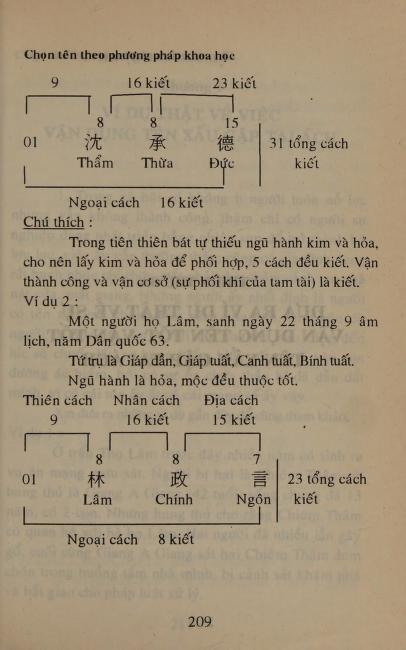 Chọn tên theo phương pháp khoa học
9 16 kiết 23 kiết
8 8 15
01 沈 承 德 31 tổng cách
Thẩm Thừa Đức kiết
Ngoại cách 16 kiết
Chú thích :
Trong tiên thiên bát tự thiếu ngũ hành kim và hỏa,
cho nên lấy kim và hỏa để phối hợp, 5 cách đều kiết. Vận
thành công và vận cơ sở (sự phối khí của tam tài) là kiết.
Ví dụ 2 :
Một người họ Lâm, sanh ngày 22 tháng 9 âm
lịch, năm Dân quốc 63.
Tứ trụ là Giáp dần, Giáp tuất, Canh tuất, Bính tuất.
Ngũ hành là hỏa, mộc đều thuộc tốt.
Thiên cách Nhân cách Địa cách
9 16 kiết 15 kiết
8 8 7
01 林 政 言 23 tổng cách
Lâm Chính Ngôn kiết
Ngoại cách 8 kiết
209